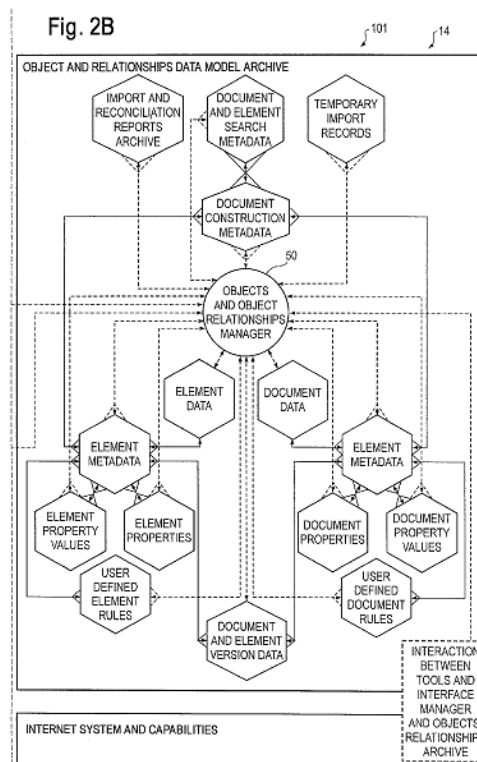 Fig. 2B
101
14
OBJECT AND RELATIONSHIPS DATA MODEL ARCHIVE
IMPORT AND
RECONCILIATION
REPORTS
ARCHIVE
DOCUMENT
AND ELEMENT
SEARCH
METADATA
TEMPORARY
IMPORT
RECORDS
DOCUMENT
CONSTRUCTION
METADATA
50
OBJECTS
AND OBJECT
RELATIONSHIPS
MANAGER
ELEMENT
DATA
DOCUMENT
DATA
ELEMENT
METADATA
ELEMENT
METADATA
ELEMENT
PROPERTY
VALUES
ELEMENT
PROPERTIES
DOCUMENT
PROPERTIES
DOCUMENT
PROPERTY
VALUES
USER
DEFINED
ELEMENT
RULES
DOCUMENT
AND ELEMENT
VERSION DATA
USER
DEFINED
DOCUMENT
RULES
INTERACTION
BETWEEN
TOOLS AND
INTERFACE
MANAGER
AND OBJECTS
RELATIONSHIP
ARCHIVE
INTERNET SYSTEM AND CAPABILITIES